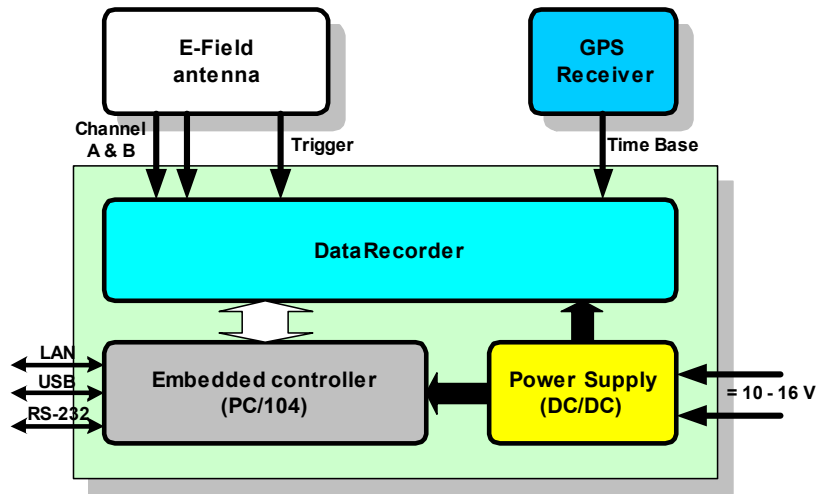 E-Field
antenna
GPS
Receiver
Channel
A & B
Trigger
Time Base
DataRecorder
LAN
USB
RS-232
Embedded controller
(PC/104)
Power Supply
(DC/DC)
= 10 - 16 V